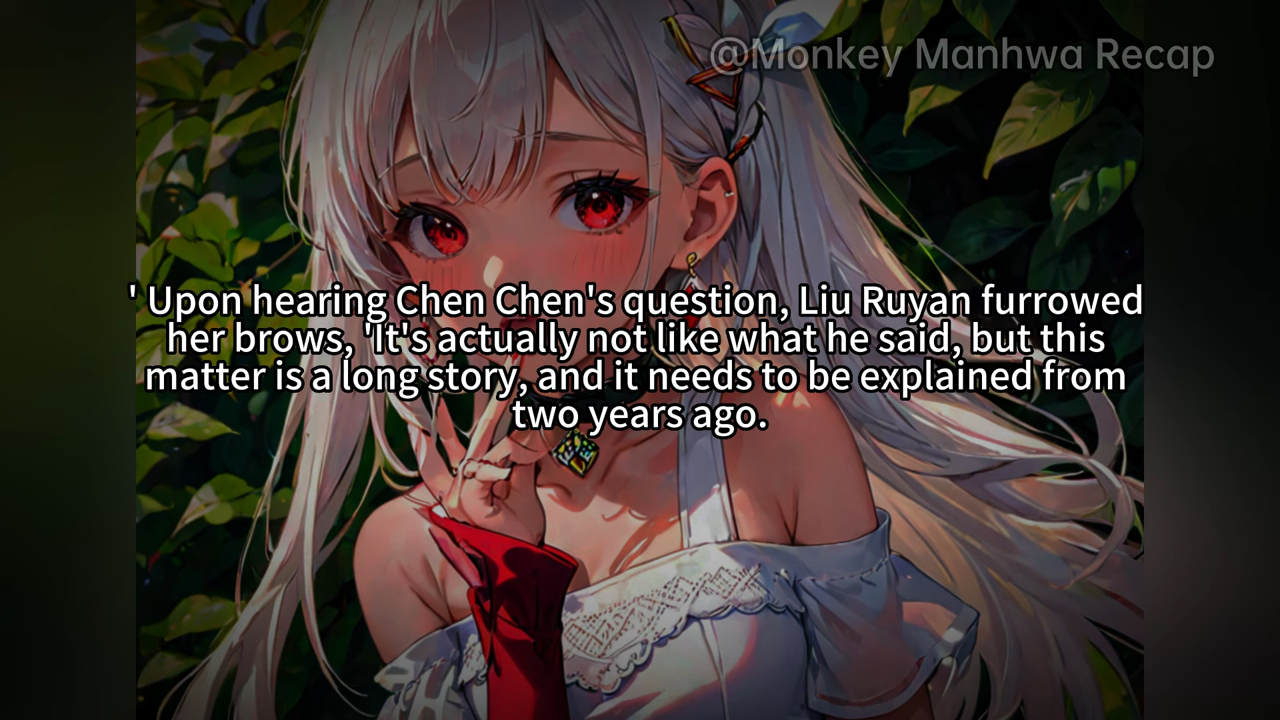 @Monkey Manhwa Recap
' Upon hearing Chen Chen's question, Liu Ruyan furrowed
her brows, 'It's actually not like what he said, but this
matter is a long story, and it needs to be explained from
two years ago.